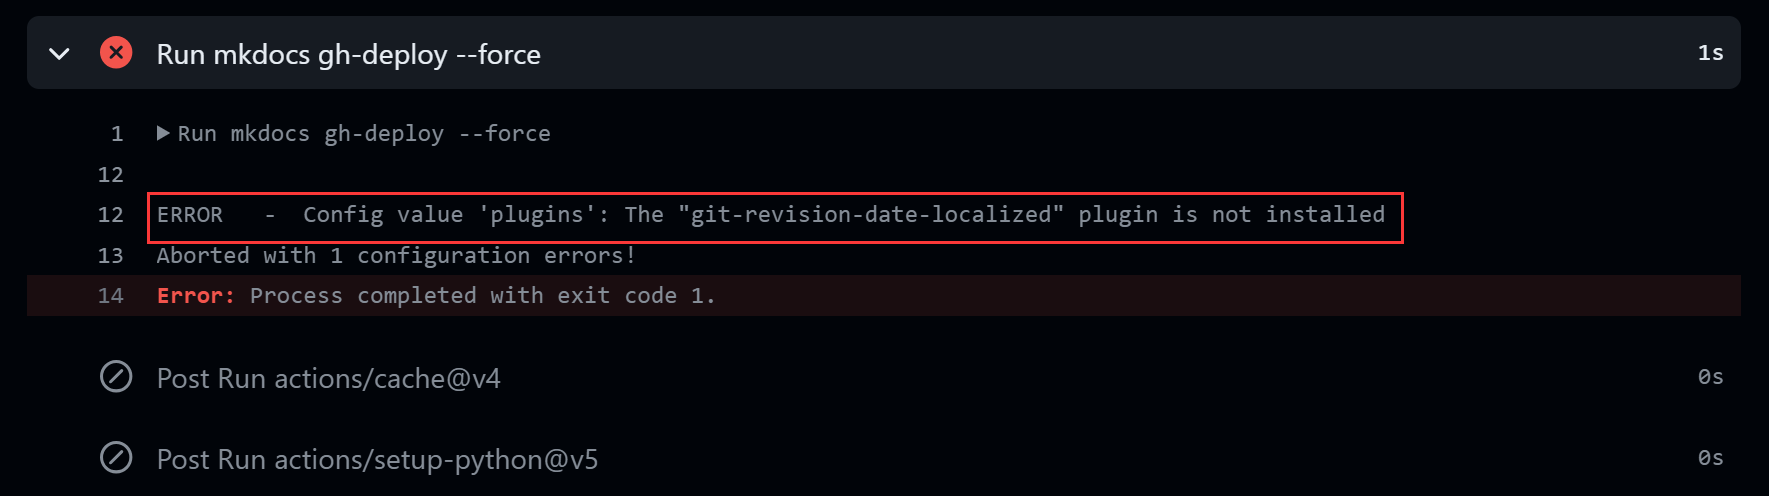 Run mkdocs gh-deploy --force 1s
1 Run mkdocs gh-deploy --force
12
12 ERROR - Config value 'plugins': The "git-revision-date-localized" plugin is not installed
13 Aborted with 1 configuration errors!
14 Error: Process completed with exit code 1.
Post Run actions/cache@v4 0s
Post Run actions/setup-python@v5 0s